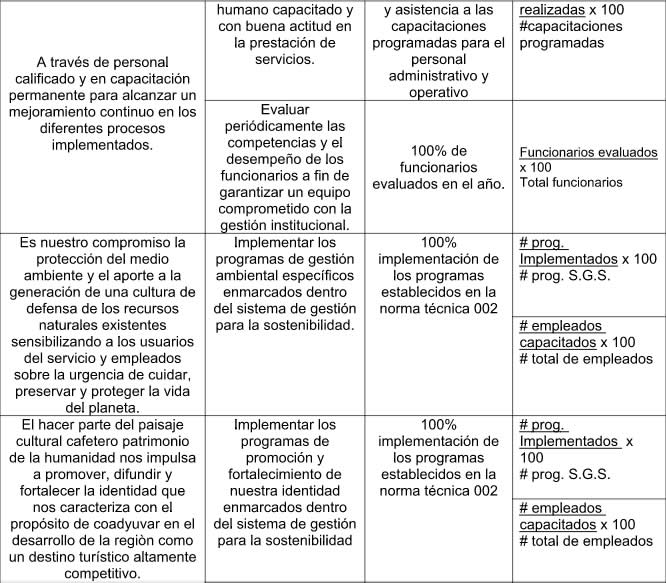 humano capacitado y
con buena actitud en
la prestación de
servicios.
y asistencia a las
capacitaciones
programadas para el
personal
administrativo y
operativo
realizadas x 100
#capacitaciones
programadas
A través de personal
calificado y en capacitación
permanente para alcanzar un
mejoramiento continuo en los
diferentes procesos
implementados.
Evaluar
periódicamente las
competencias y el
desempeño de los
funcionarios a fin de
garantizar un equipo
comprometido con la
gestión institucional.
100% de
funcionarios
evaluados en el año.
Funcionarios evaluados
x 100
Total funcionarios
Es nuestro compromiso la
protección del medio
ambiente y el aporte a la
generación de una cultura de
defensa de los recursos
naturales existentes
sensibilizando a los usuarios
del servicio y empleados
sobre la urgencia de cuidar,
preservar y proteger la vida
del planeta.
Implementar los
programas de gestión
ambiental específicos
enmarcados dentro
del sistema de gestión
para la sostenibilidad.
100%
implementación de
los programas
establecidos en la
norma técnica 002
# prog.
Implementados x 100
# prog. S.G.S.
# empleados
capacitados x 100
# total de empleados
El hacer parte del paisaje
cultural cafetero patrimonio
de la humanidad nos impulsa
a promover, difundir y
fortalecer la identidad que
nos caracteriza con el
propósito de coadyuvar en el
desarrollo de la regiòn como
un destino turístico altamente
competitivo.
Implementar los
programas de
promoción y
fortalecimiento de
nuestra identidad
enmarcados dentro
del sistema de gestión
para la sostenibilidad
100%
implementación de
los programas
establecidos en la
norma técnica 002
# prog.
Implementados x
100
# prog. S.G.S.
# empleados
capacitados x 100
# total de empleados